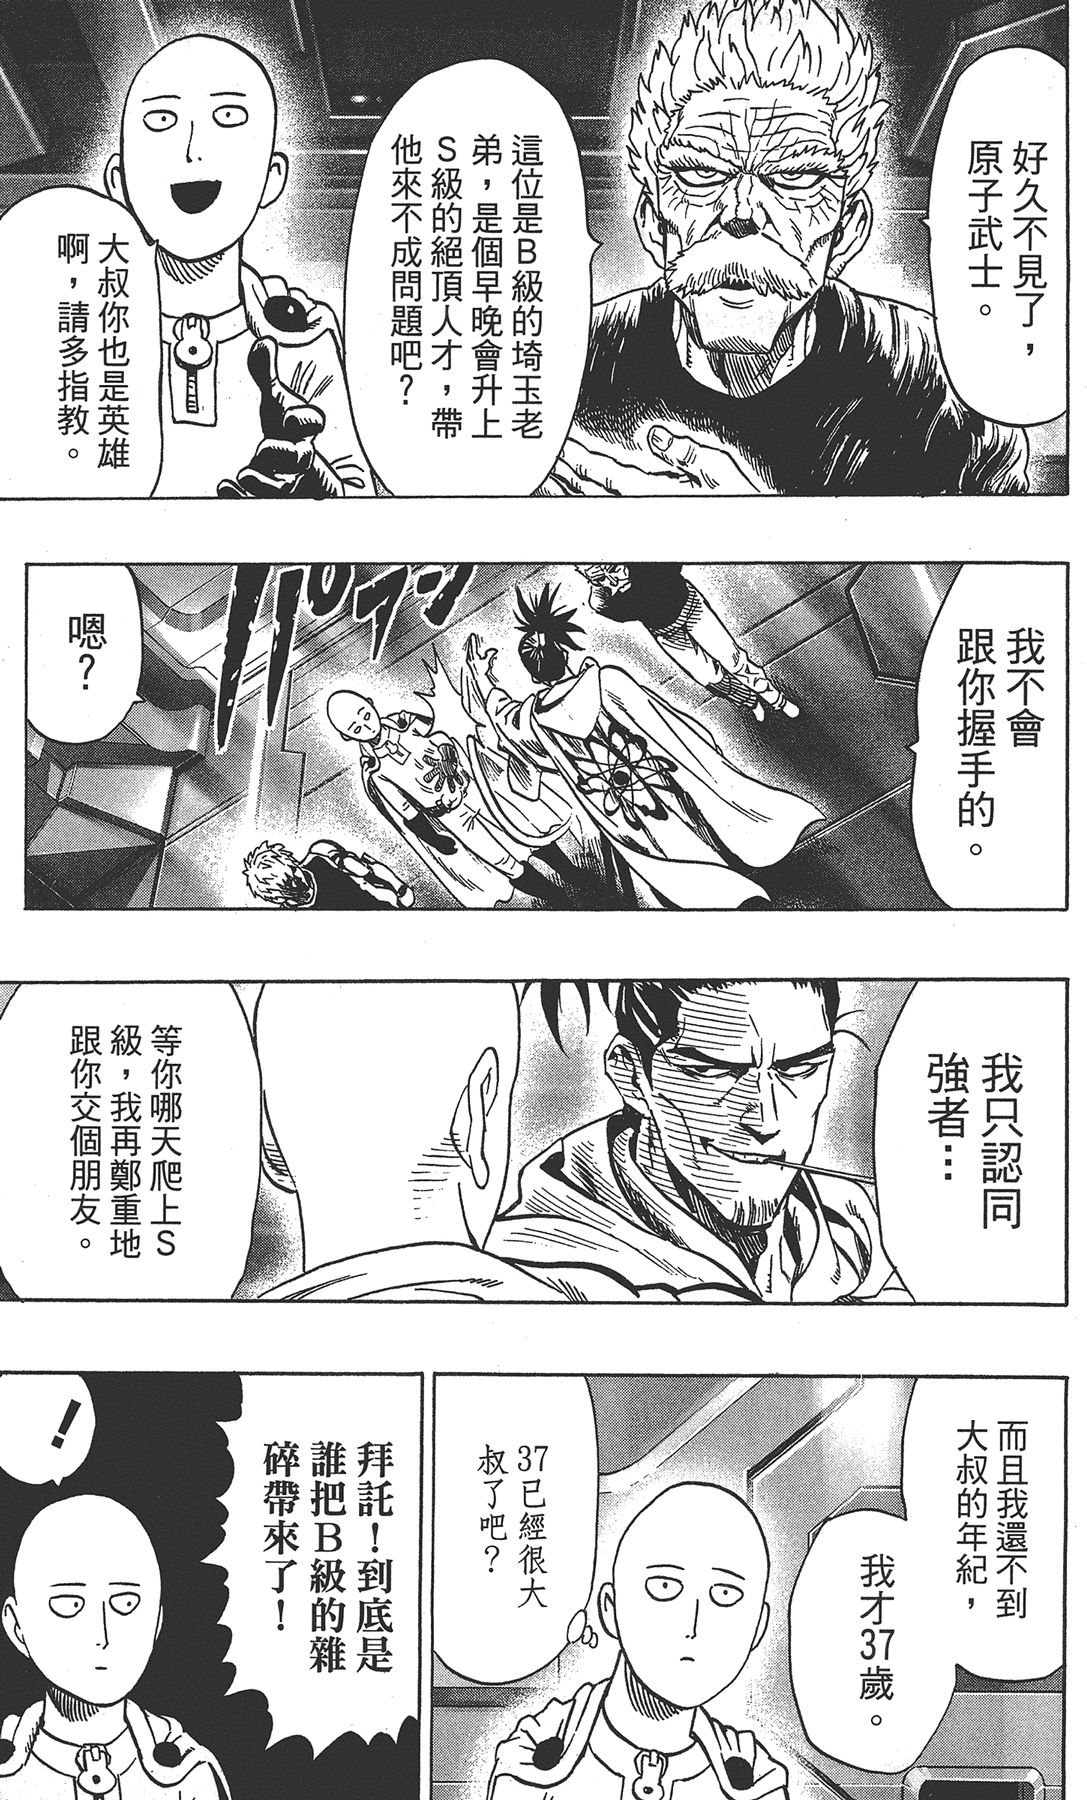 好久不見了，
原子武士。
這位是B級的埼玉老
弟，是個早晚會升上
S級的絕頂人才，帶
他來不成問題吧？
大叔你也是英雄
啊，請多指教。
我不會
跟你握手的。
嗯？
我只認同
強者…
等你哪天爬上S
級，我再鄭重地
跟你交個朋友。
而且我還不到
大叔的年紀，
我才37歲。
37已經很大
叔了吧？
拜託！到底是
誰把B級的雜
碎帶來了！
！